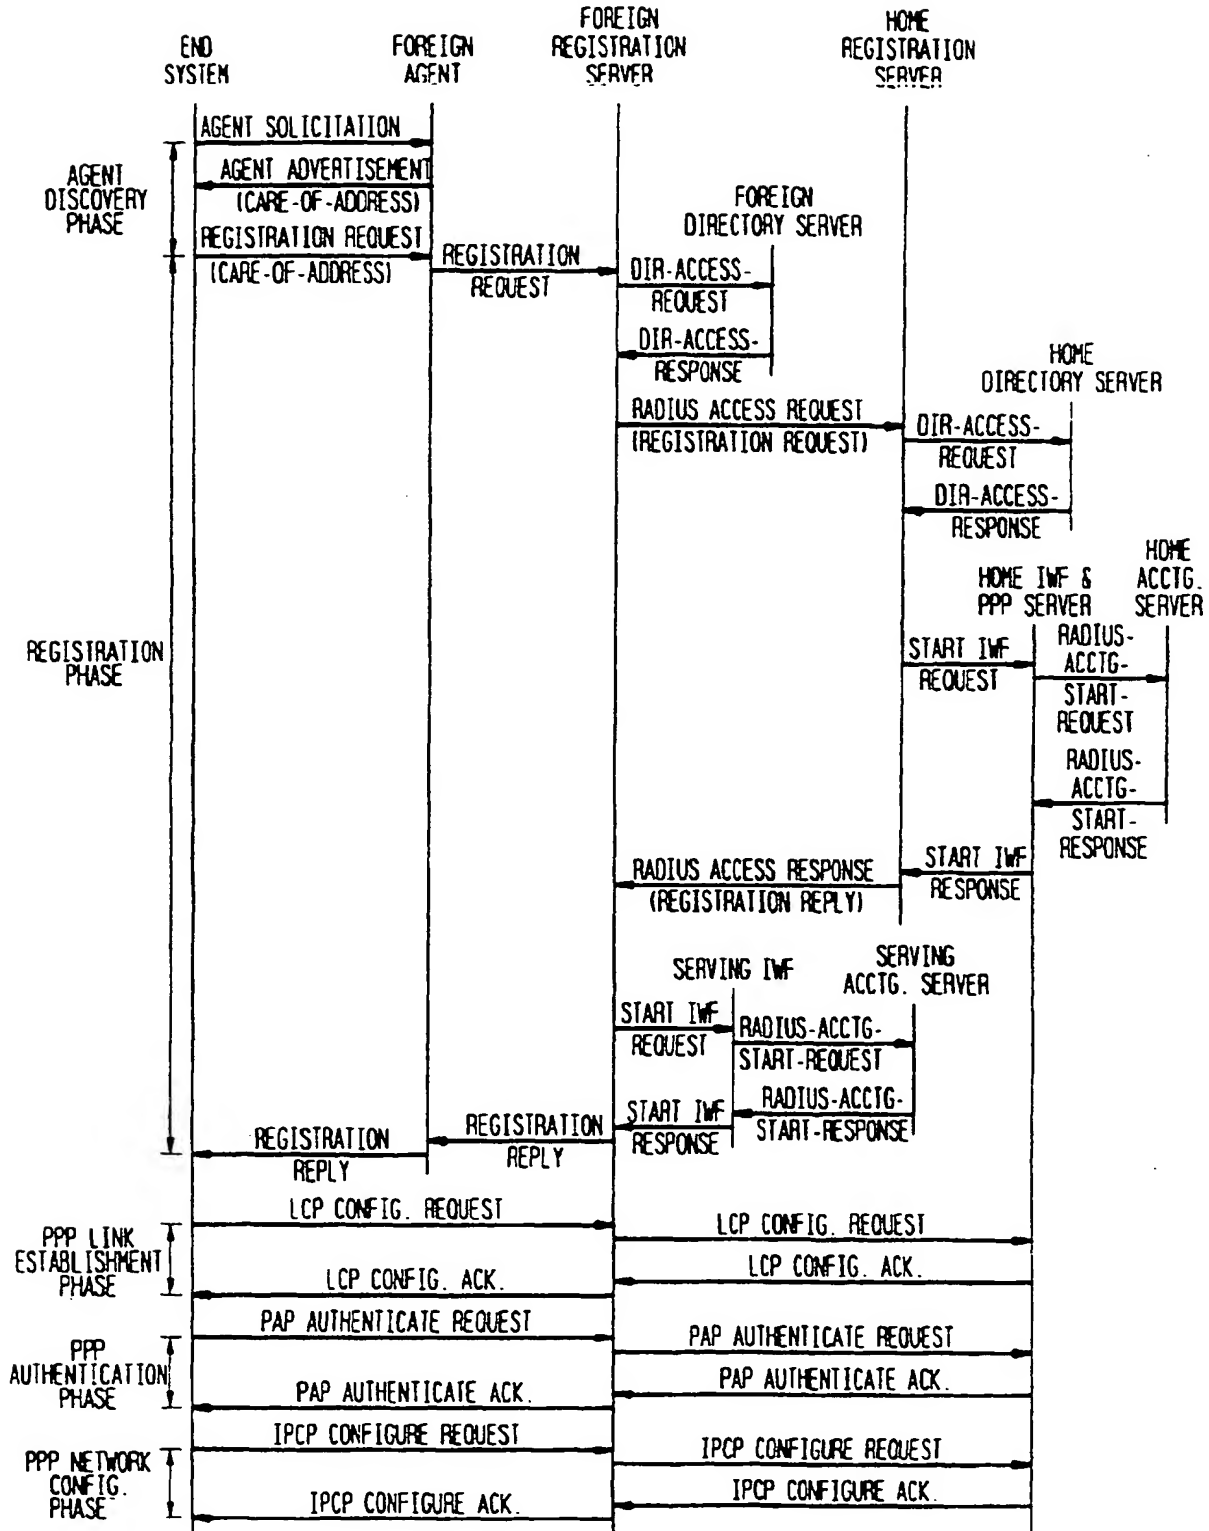 END
SYSTEM
FOREIGN
AGENT
FOREIGN
REGISTRATION
SERVER
HOME
REGISTRATION
SERVER
AGENT SOLICITATION
AGENT ADVERTISEMENT
(CARE-OF-ADDRESS)
AGENT
DISCOVERY
PHASE
REGISTRATION REQUEST
(CARE-OF-ADDRESS)
REGISTRATION
REQUEST
FOREIGN
DIRECTORY SERVER
DIR-ACCESS-
REQUEST
DIR-ACCESS-
RESPONSE
HOME
DIRECTORY SERVER
RADIUS ACCESS REQUEST
(REGISTRATION REQUEST)
DIR-ACCESS-
REQUEST
DIR-ACCESS-
RESPONSE
HOME IWF &
PPP SERVER
HOME
ACCTG.
SERVER
REGISTRATION
PHASE
START IWF
REQUEST
RADIUS-
ACCTG-
START-
REQUEST
RADIUS-
ACCTG-
START-
RESPONSE
START IWF
RESPONSE
RADIUS ACCESS RESPONSE
(REGISTRATION REPLY)
SERVING IWF
SERVING
ACCTG. SERVER
START IWF
REQUEST
RADIUS-ACCTG-
START-REQUEST
RADIUS-ACCTG-
START-RESPONSE
START IWF
RESPONSE
REGISTRATION
REPLY
REGISTRATION
REPLY
LCP CONFIG. REQUEST
LCP CONFIG. REQUEST
PPP LINK
ESTABLISHMENT
PHASE
LCP CONFIG. ACK.
LCP CONFIG. ACK.
PAP AUTHENTICATE REQUEST
PAP AUTHENTICATE REQUEST
PPP
AUTHENTICATION
PHASE
PAP AUTHENTICATE ACK.
PAP AUTHENTICATE ACK.
IPCP CONFIGURE REQUEST
IPCP CONFIGURE REQUEST
PPP NETWORK
CONFIG.
PHASE
IPCP CONFIGURE ACK.
IPCP CONFIGURE ACK.